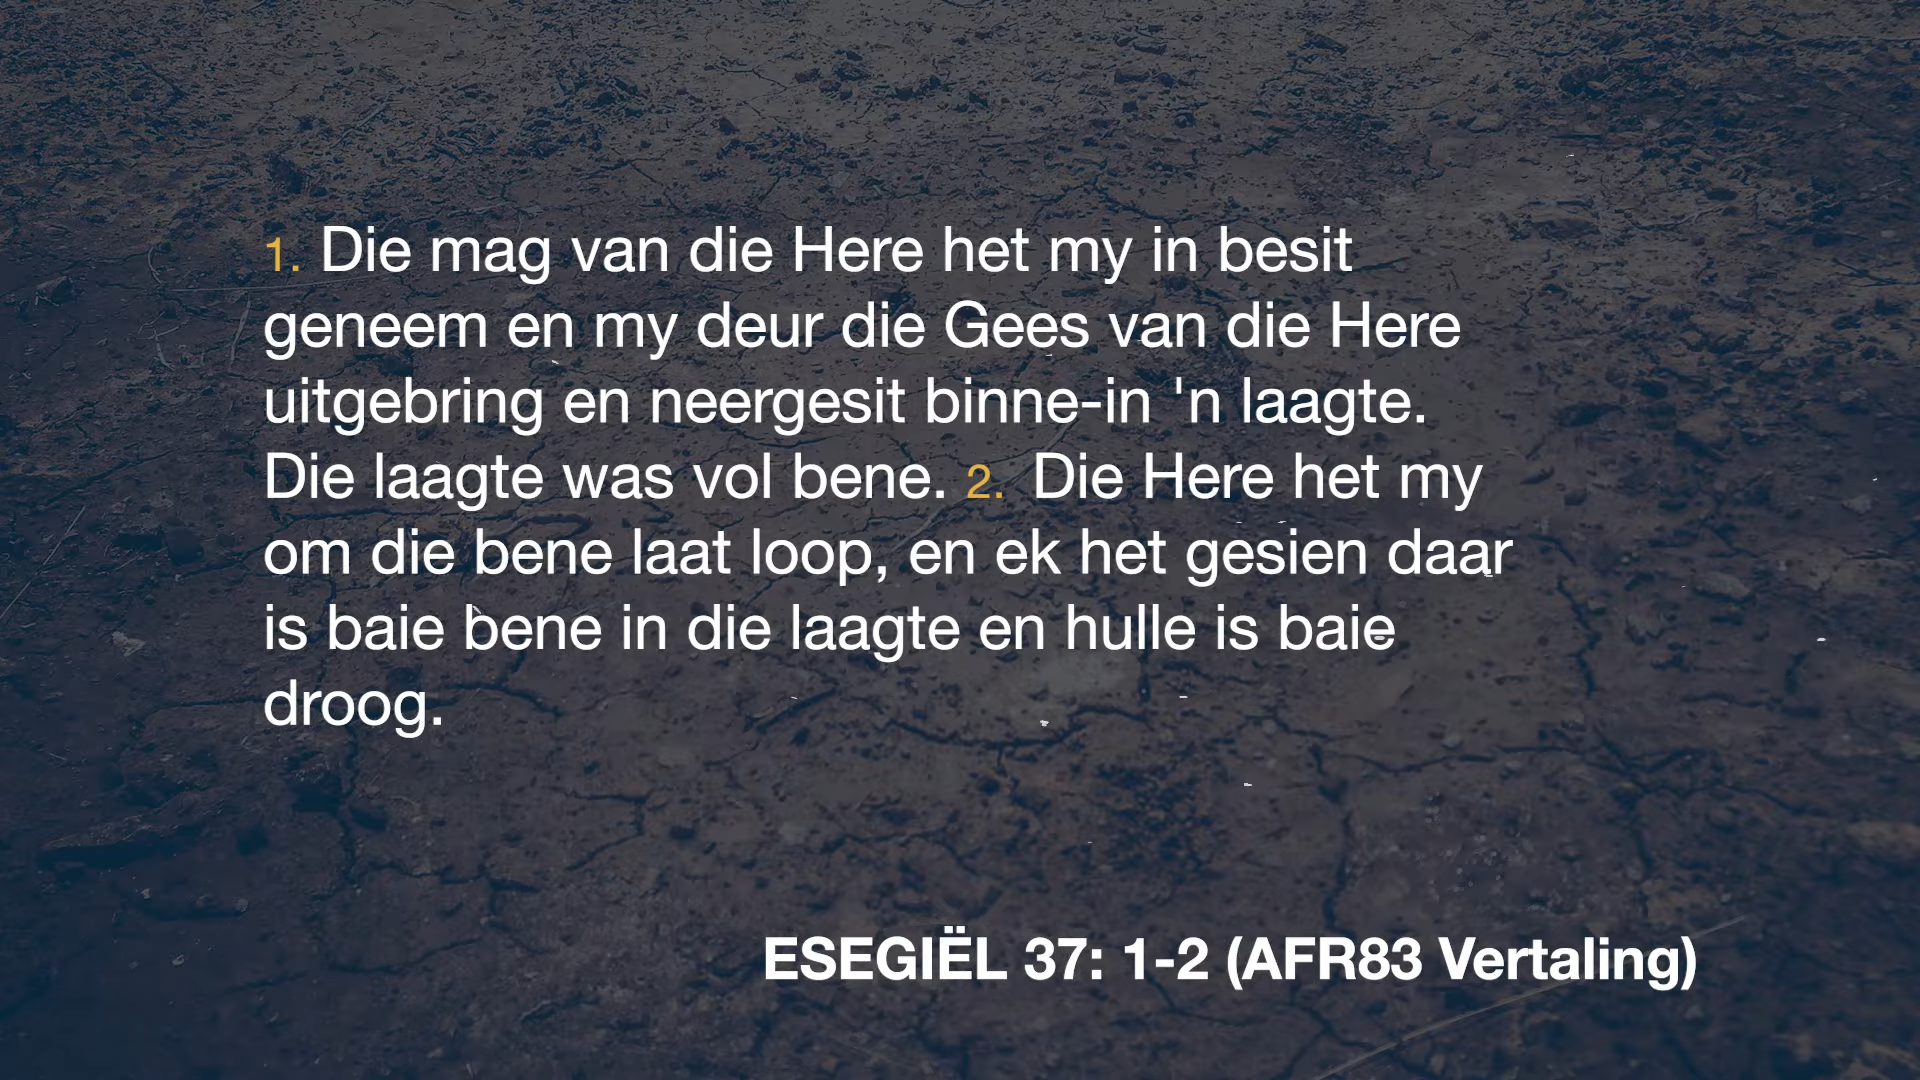 1. Die mag van die Here het my in besit
geneem en my deur die Gees van die Here
uitgebring en neergesit binne-in 'n laagte.
Die laagte was vol bene. 2. Die Here het my
om die bene laat loop, en ek het gesien daar
is baie bene in die laagte en hulle is baie
droog.
ESEGIËL 37: 1-2 (AFR83 Vertaling)